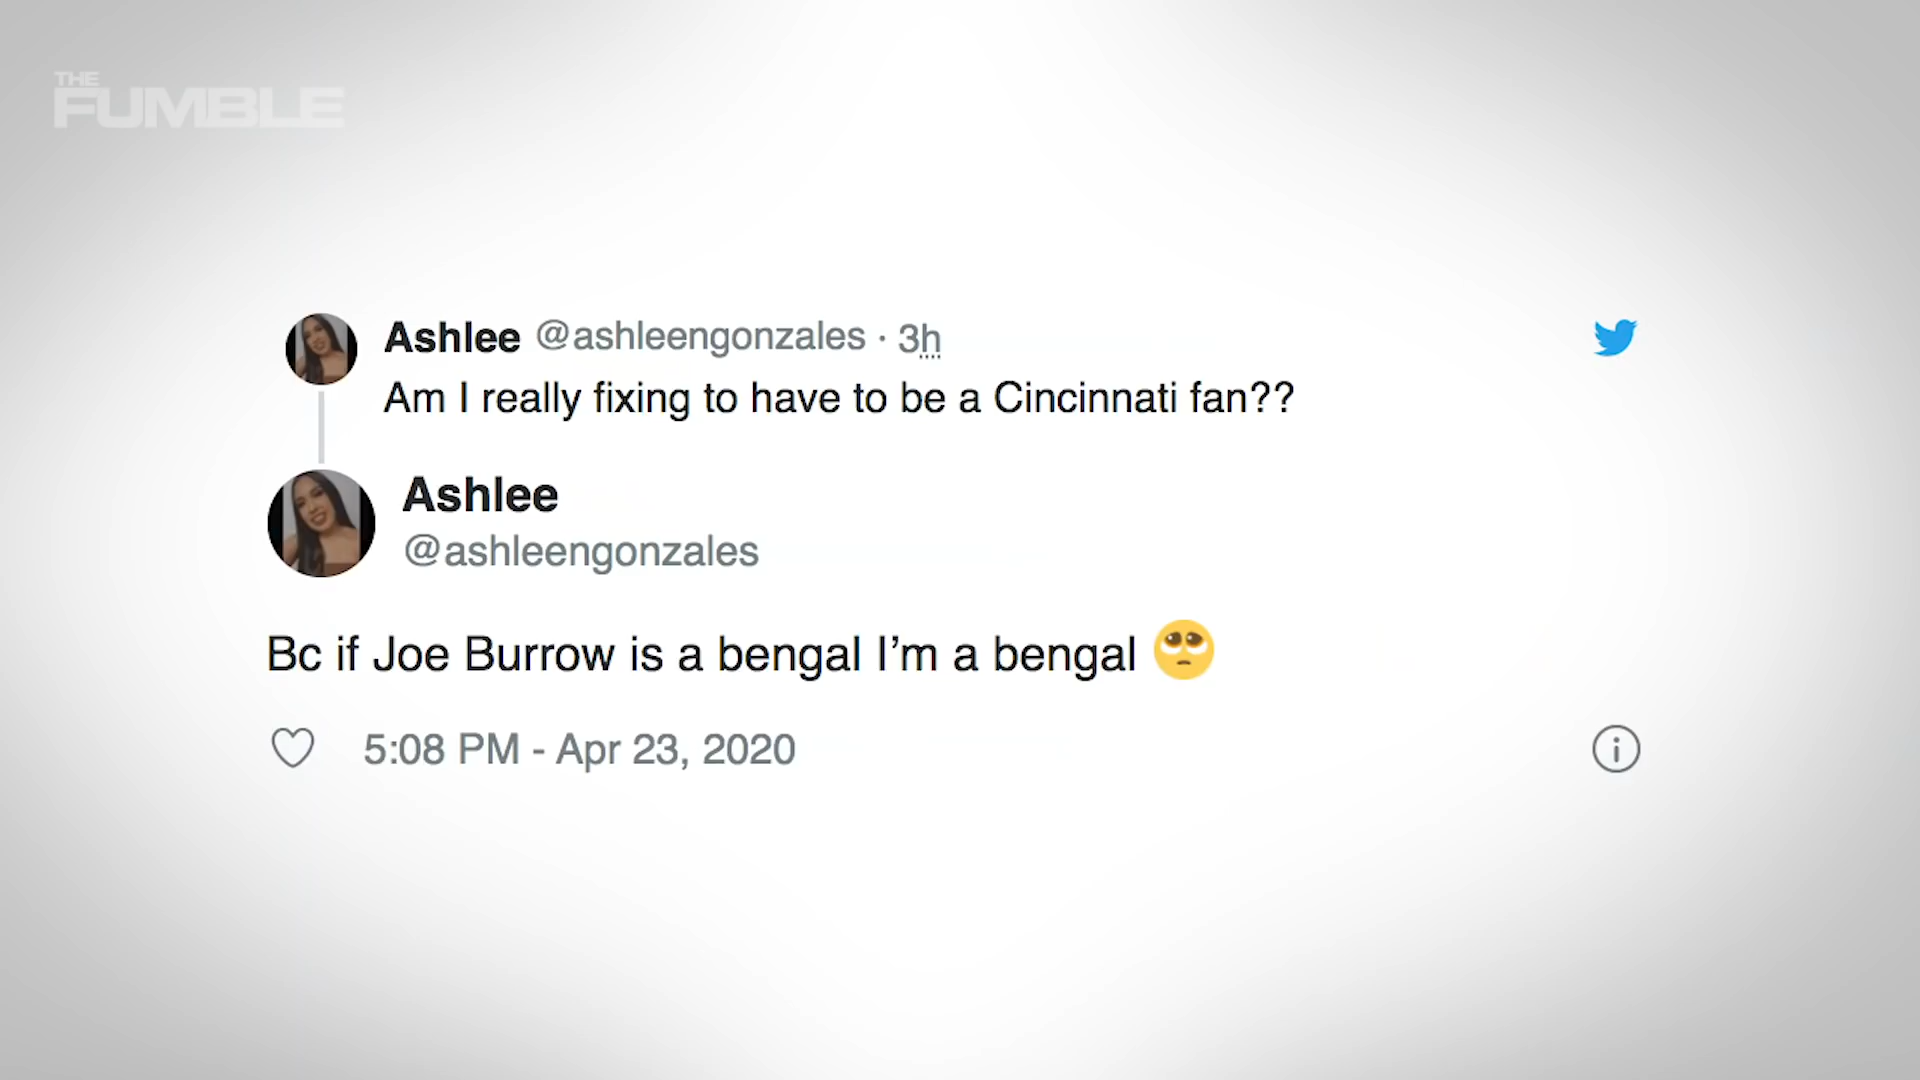 THE
FUMBLE
Ashlee @ashleengonzales · 3h
Am I really fixing to have to be a Cincinnati fan??
Ashlee
@ashleengonzales
Bc if Joe Burrow is a bengal I’m a bengal 🥺
5:08 PM - Apr 23, 2020